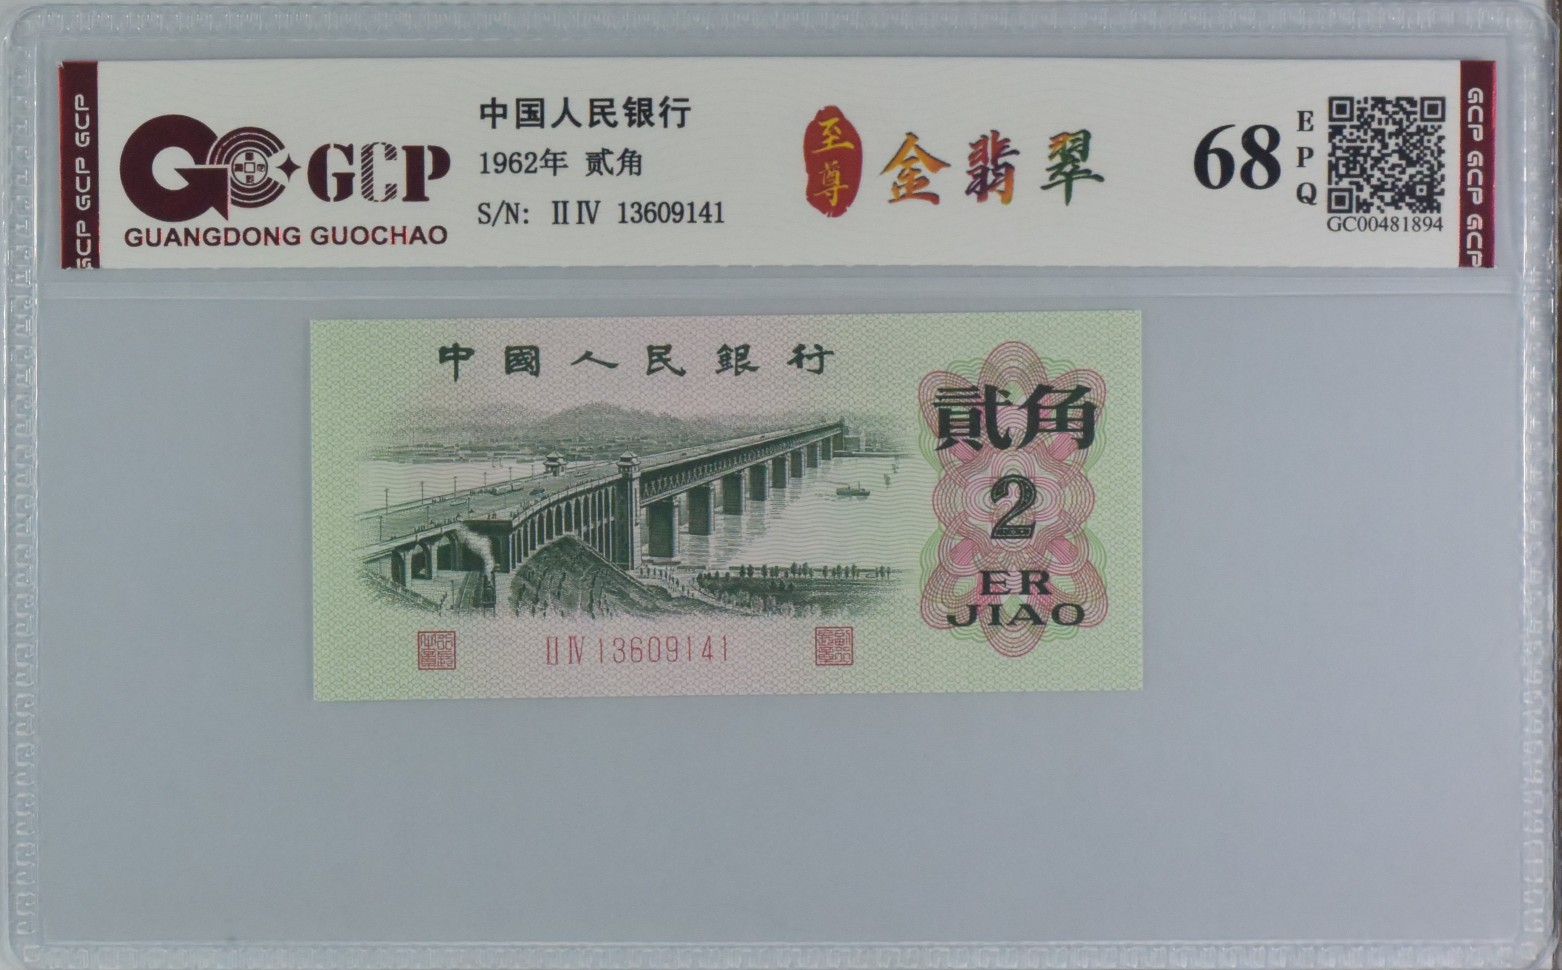 GCP GCP GCP
GCP
GUANGDONG GUOCHAO
中国人民银行
1962年 贰角
S/N: ⅡⅣ 13609141
至尊
金翡翠
68
EPQ
GC00481894
GCP GCP GCP
中國人民銀行
貳角
2
ER
JIAO
ⅡⅣ 13609141